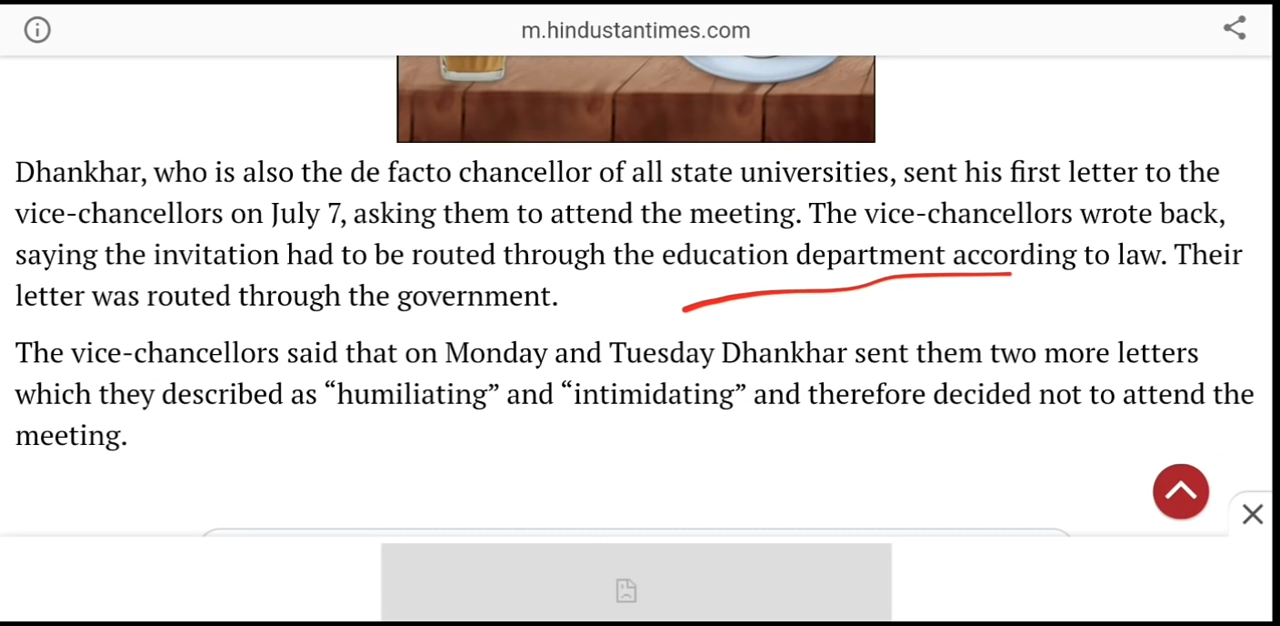 m.hindustantimes.com
Dhankhar, who is also the de facto chancellor of all state universities, sent his first letter to the
vice-chancellors on July 7, asking them to attend the meeting. The vice-chancellors wrote back,
saying the invitation had to be routed through the education department according to law. Their
letter was routed through the government.
The vice-chancellors said that on Monday and Tuesday Dhankhar sent them two more letters
which they described as “humiliating” and “intimidating” and therefore decided not to attend the
meeting.